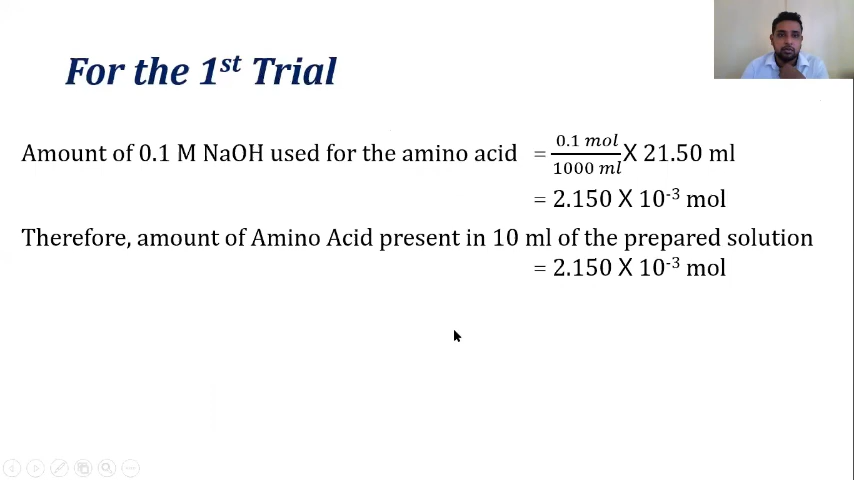 For the 1st Trial
Amount of 0.1 M NaOH used for the amino acid = 0.1 mol / 1000 ml X 21.50 ml
= 2.150 X 10-3 mol
Therefore, amount of Amino Acid present in 10 ml of the prepared solution
= 2.150 X 10-3 mol